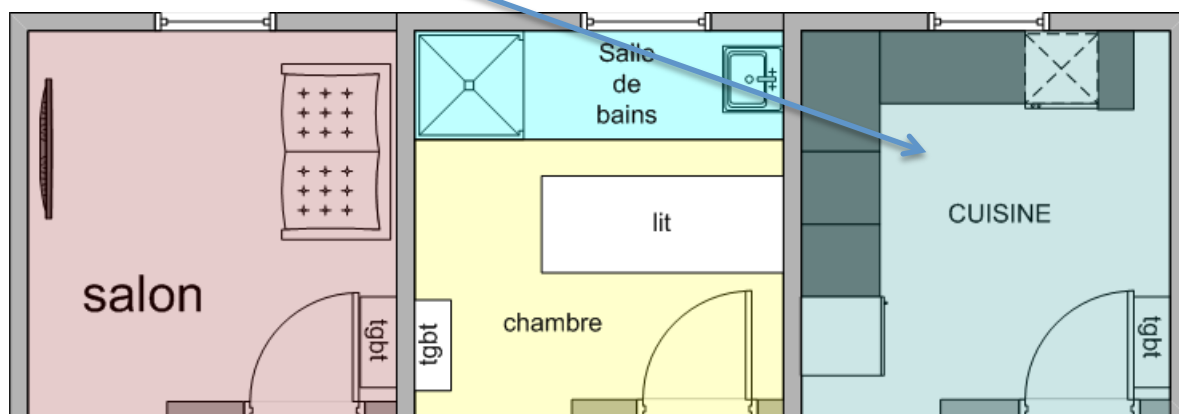 salon
tgbt
Salle
de
bains
lit
chambre
tgbt
CUISINE
tgbt